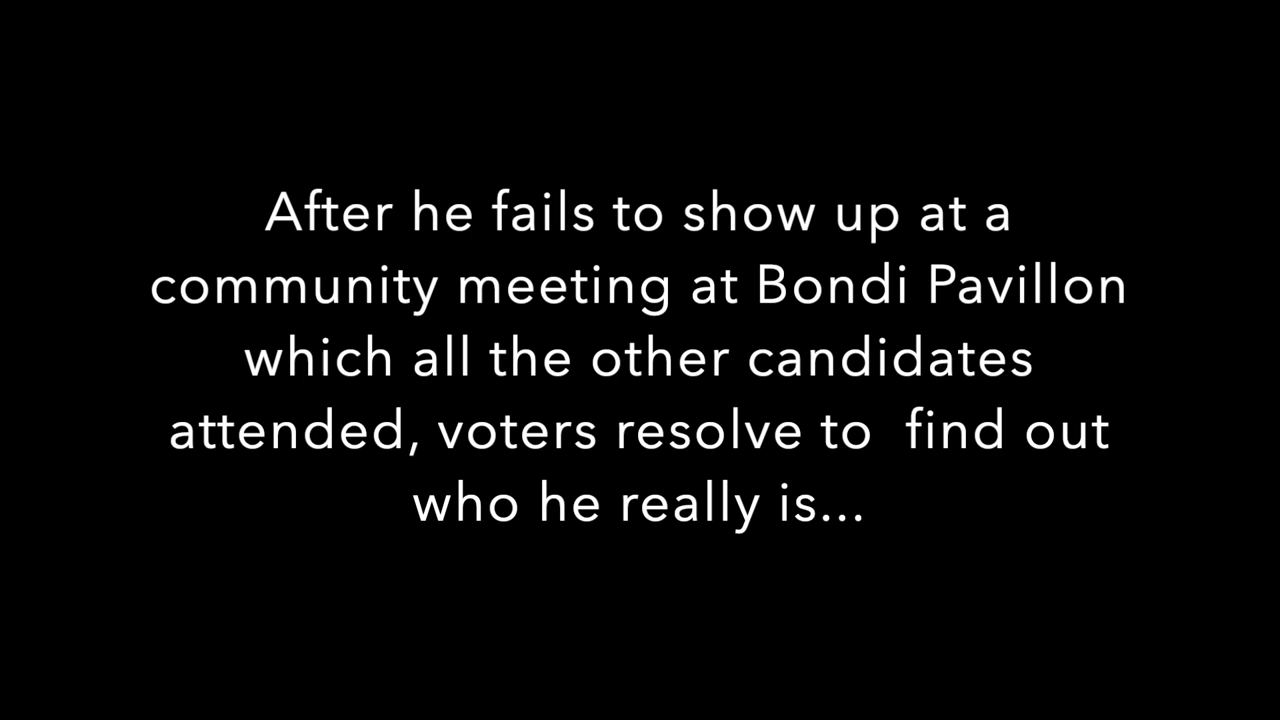 After he fails to show up at a
community meeting at Bondi Pavillon
which all the other candidates
attended, voters resolve to  find out
who he really is...